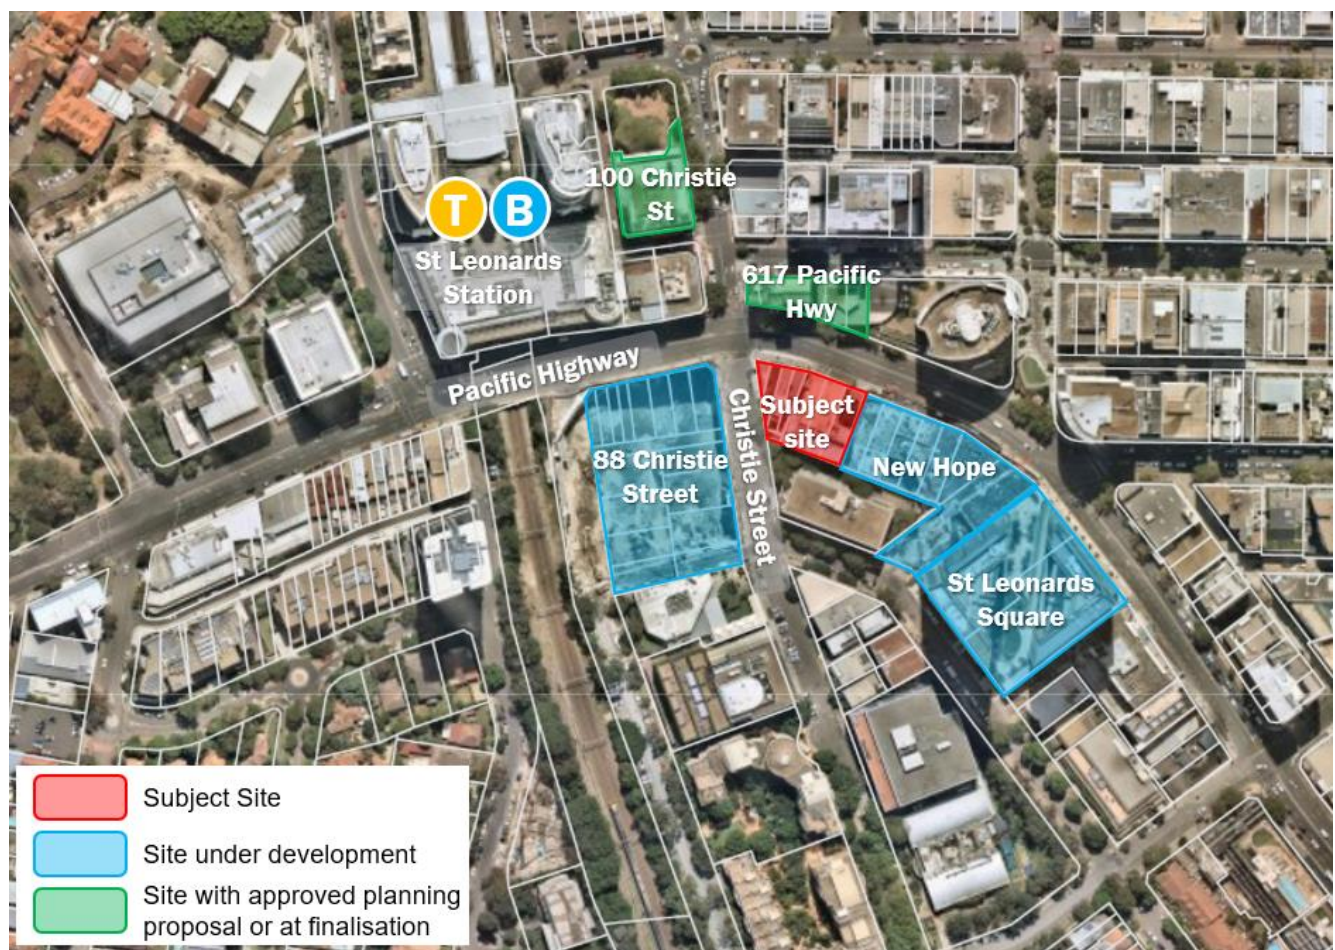 100 Christie
St
T
B
St Leonards
Station
617 Pacific
Hwy
Pacific Highway
Christie Street
Subject
site
88 Christie
Street
New Hope
St Leonards
Square
Subject Site
Site under development
Site with approved planning
proposal or at finalisation